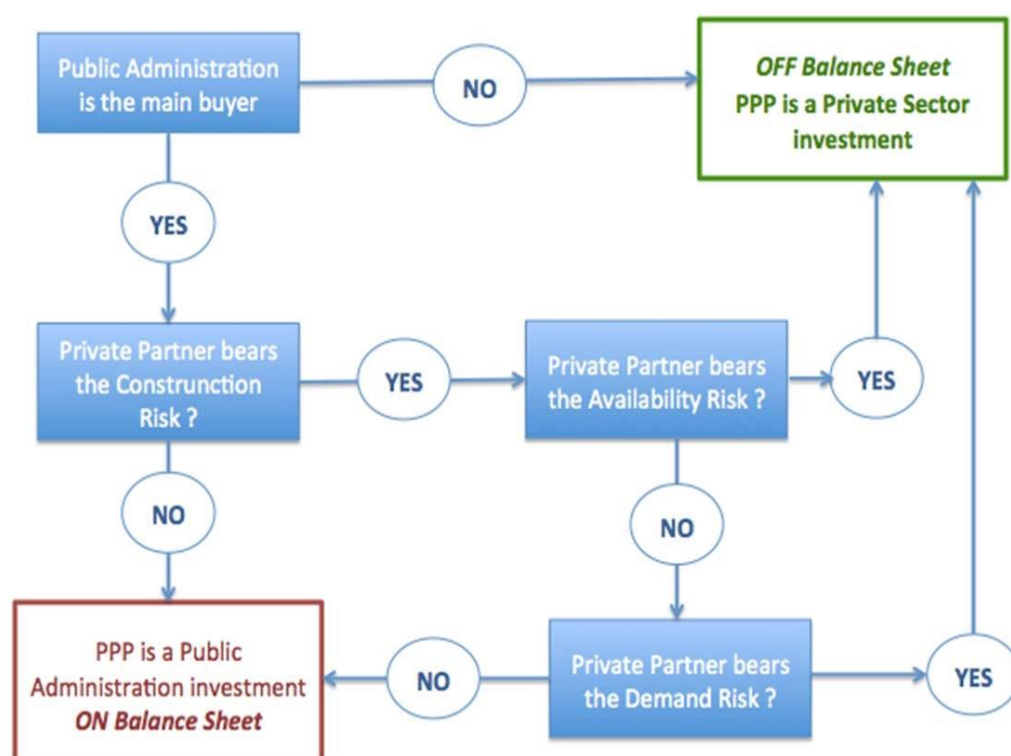 Public Administration
is the main buyer
NO
OFF Balance Sheet
PPP is a Private Sector
investment
YES
Private Partner bears
the Construnction
Risk ?
YES
Private Partner bears
the Availability Risk ?
YES
NO
NO
PPP is a Public
Administration investment
ON Balance Sheet
NO
Private Partner bears
the Demand Risk ?
YES